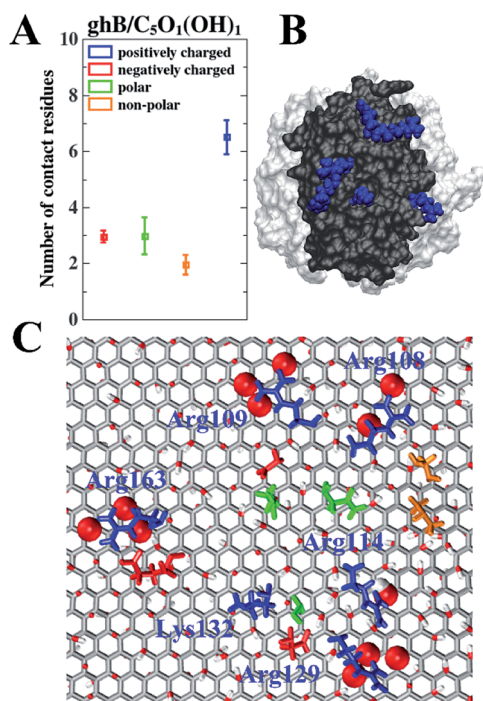 A
ghB/C₅O₁(OH)₁
Number of contact residues
10
8
6
4
2
0
positively charged
negatively charged
polar
non-polar
B
C
Arg108
Arg109
Arg163
Arg114
Lys132
Arg129